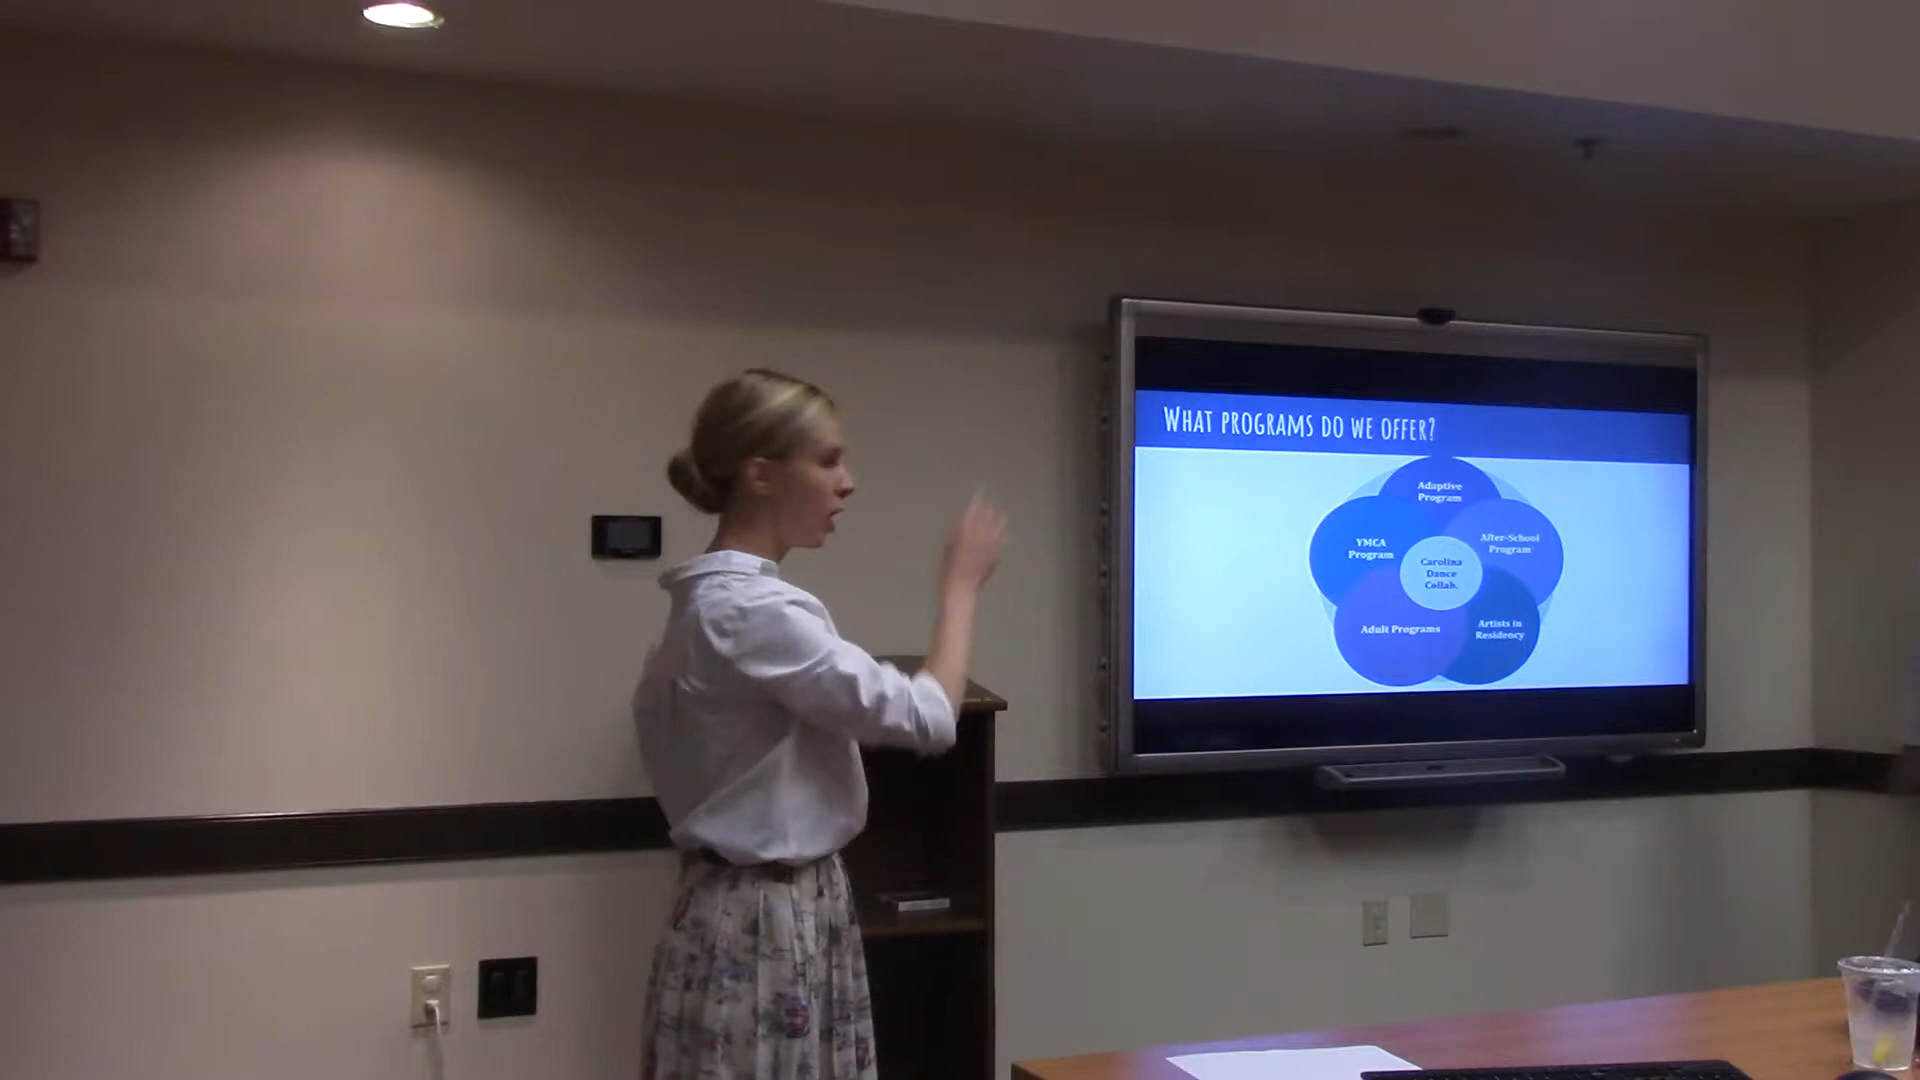 What programs do we offer?
Adaptive
Program
YMCA
Program
After-School
Program
Carolina
Dance
Collab.
Adult Programs
Artists in
Residency